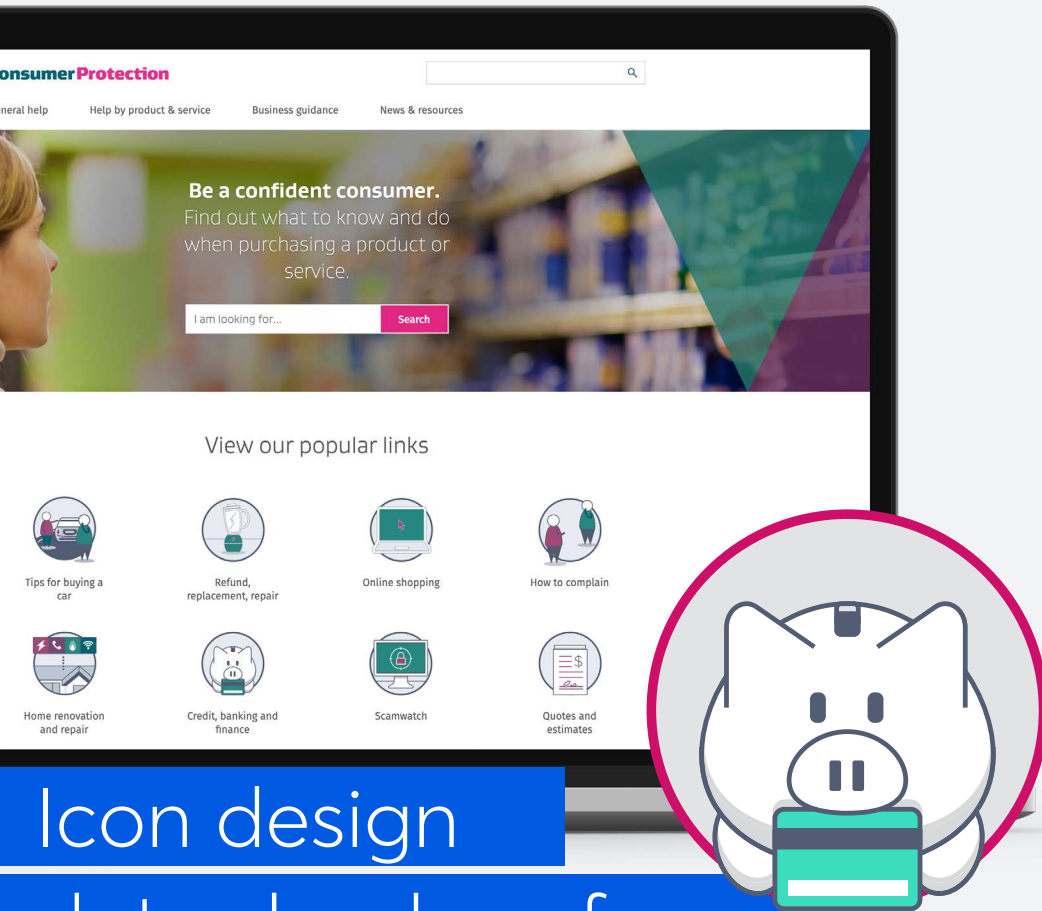 onsumerProtection
neral help
Help by product & service
Business guidance
News & resources
Be a confident consumer.
Find out what to know and do
when purchasing a product or
service.
I am looking for...
Search
View our popular links
Tips for buying a
car
Refund,
replacement, repair
Online shopping
How to complain
$
Home renovation
and repair
Credit, banking and
finance
Scamwatch
Quotes and
estimates
Icon design